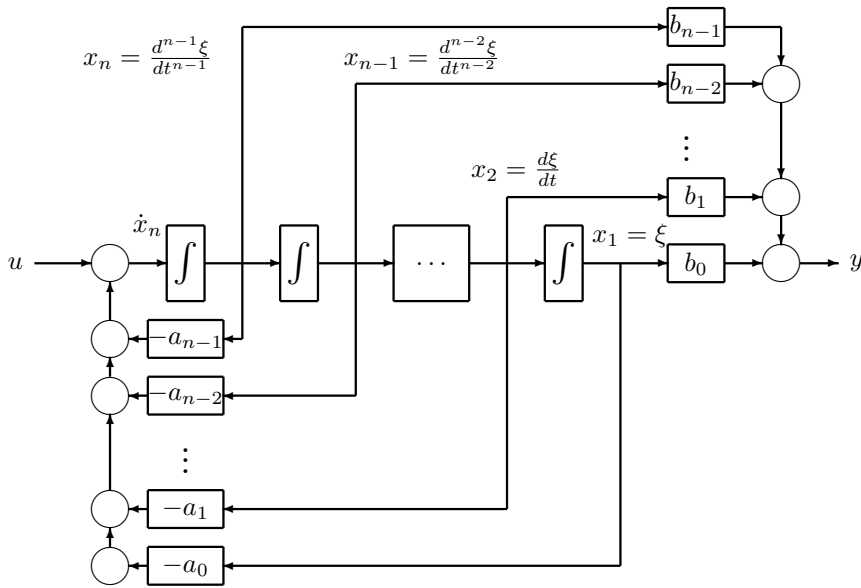 b_{n-1}
x_n = \frac{d^{n-1}\xi}{dt^{n-1}}
x_{n-1} = \frac{d^{n-2}\xi}{dt^{n-2}}
b_{n-2}
⋮
x_2 = \frac{d\xi}{dt}
b_1
\dot{x}_n
x_1 = ξ
u
∫
∫
⋯
∫
b_0
y
−a_{n-1}
−a_{n-2}
⋮
−a_1
−a_0